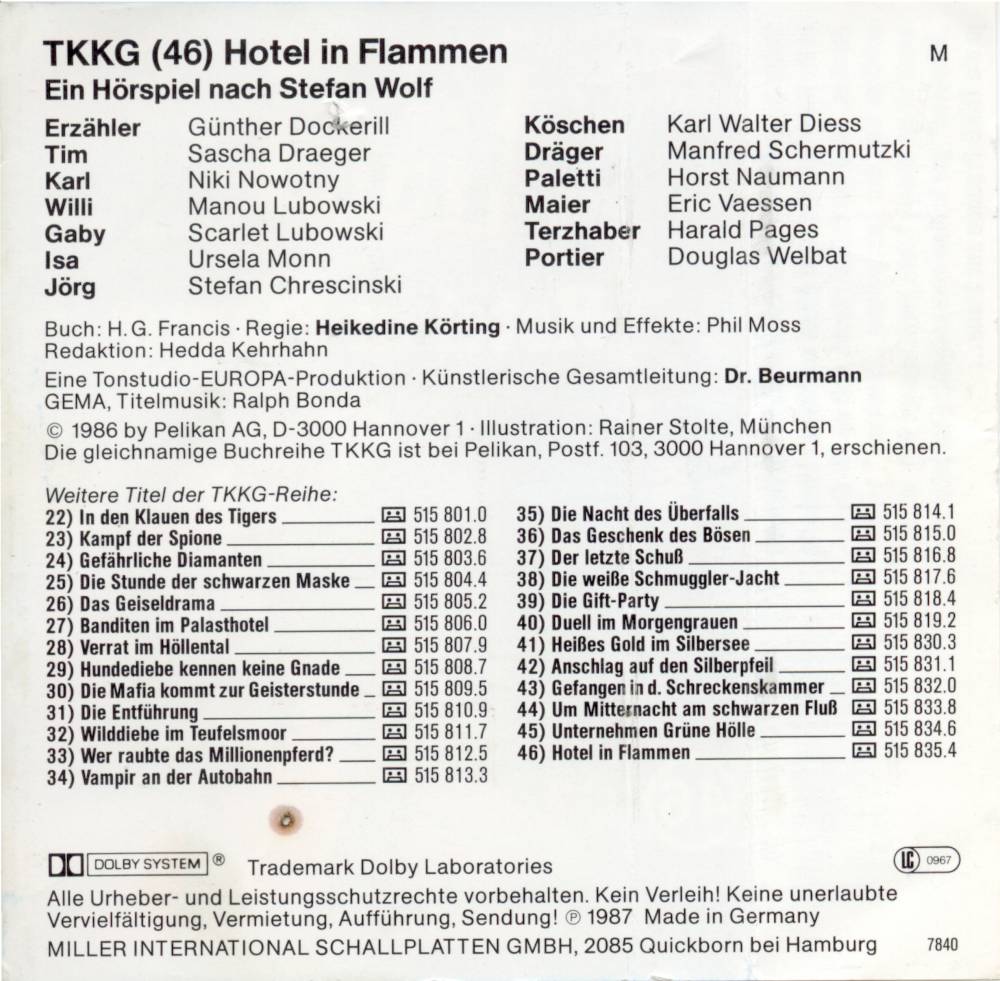 TKKG (46) Hotel in Flammen
M
Ein Hörspiel nach Stefan Wolf
Erzähler Günther Dockerill
Tim Sascha Draeger
Karl Niki Nowotny
Willi Manou Lubowski
Gaby Scarlet Lubowski
Isa Ursela Monn
Jörg Stefan Chrescinski
Köschen Karl Walter Diess
Dräger Manfred Schermutzki
Paletti Horst Naumann
Maier Eric Vaessen
Terzhaber Harald Pages
Portier Douglas Welbat
Buch: H. G. Francis · Regie: Heikedine Körting · Musik und Effekte: Phil Moss
Redaktion: Hedda Kehrhahn
Eine Tonstudio-EUROPA-Produktion · Künstlerische Gesamtleitung: Dr. Beurmann
GEMA, Titelmusik: Ralph Bonda
© 1986 by Pelikan AG, D-3000 Hannover 1 · Illustration: Rainer Stolte, München
Die gleichnamige Buchreihe TKKG ist bei Pelikan, Postf. 103, 3000 Hannover 1, erschienen.
Weitere Titel der TKKG-Reihe:
22) In den Klauen des Tigers 515 801.0
23) Kampf der Spione 515 802.8
24) Gefährliche Diamanten 515 803.6
25) Die Stunde der schwarzen Maske 515 804.4
26) Das Geiseldrama 515 805.2
27) Banditen im Palasthotel 515 806.0
28) Verrat im Höllental 515 807.9
29) Hundediebe kennen keine Gnade 515 808.7
30) Die Mafia kommt zur Geisterstunde 515 809.5
31) Die Entführung 515 810.9
32) Wilddiebe im Teufelsmoor 515 811.7
33) Wer raubte das Millionenpferd? 515 812.5
34) Vampir an der Autobahn 515 813.3
35) Die Nacht des Überfalls 515 814.1
36) Das Geschenk des Bösen 515 815.0
37) Der letzte Schuß 515 816.8
38) Die weiße Schmuggler-Jacht 515 817.6
39) Die Gift-Party 515 818.4
40) Duell im Morgengrauen 515 819.2
41) Heißes Gold im Silbersee 515 830.3
42) Anschlag auf den Silberpfeil 515 831.1
43) Gefangen in d. Schreckenskammer 515 832.0
44) Um Mitternacht am schwarzen Fluß 515 833.8
45) Unternehmen Grüne Hölle 515 834.6
46) Hotel in Flammen 515 835.4
DOLBY SYSTEM ® Trademark Dolby Laboratories
LC 0967
Alle Urheber- und Leistungsschutzrechte vorbehalten. Kein Verleih! Keine unerlaubte
Vervielfältigung, Vermietung, Aufführung, Sendung! ℗ 1987 Made in Germany
MILLER INTERNATIONAL SCHALLPLATTEN GMBH, 2085 Quickborn bei Hamburg 7840